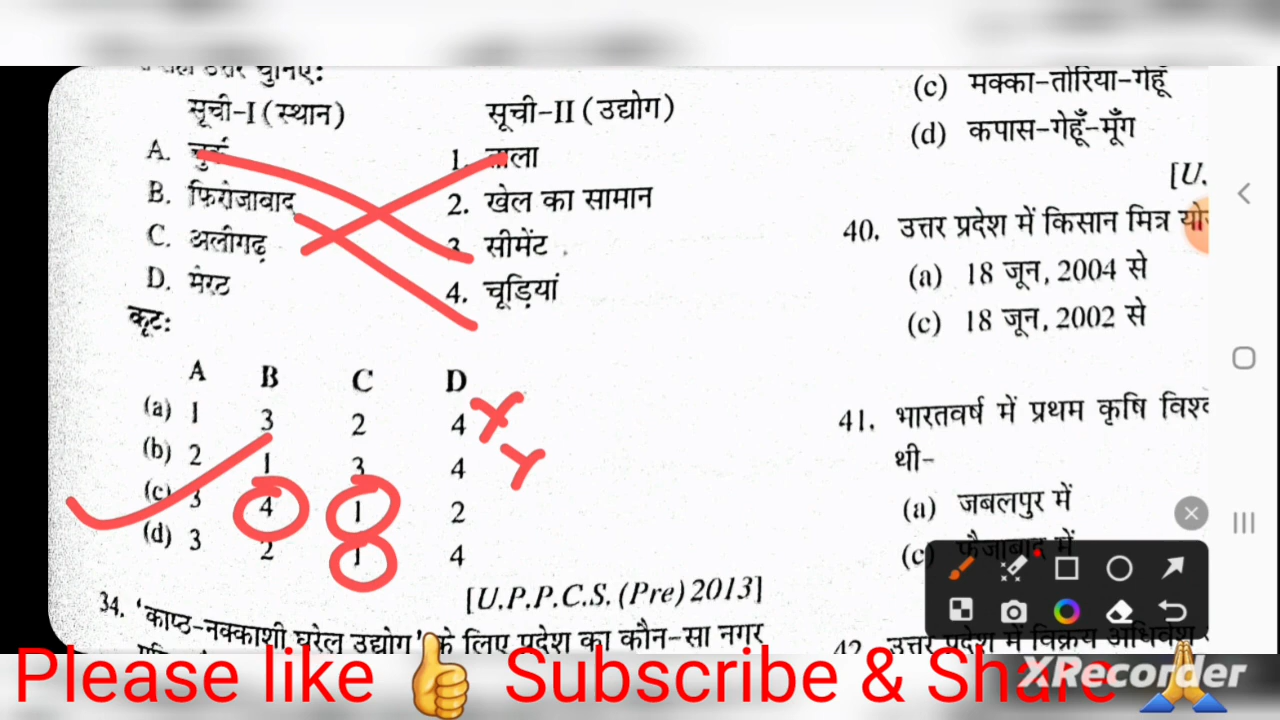 उत्तर चुनिए:
सूची-I (स्थान)
सूची-II (उद्योग)
A. चुर्क
1. ताला
B. फिरोजाबाद
2. खेल का सामान
C. अलीगढ़
3. सीमेंट
D. मेरठ
4. चूड़ियां
कूट:
A B C D
(a) 1 3 2 4
(b) 2 1 3 4
(c) 3 4 1 2
(d) 3 2 1 4
[U.P.P.C.S. (Pre) 2013]
34. 'काष्ठ-नक्काशी घरेलू उद्योग' के लिए प्रदेश का कौन-सा नगर
(c) मक्का-तोरिया-गेहूँ
(d) कपास-गेहूँ-मूँग
[U.
40. उत्तर प्रदेश में किसान मित्र
(a) 18 जून, 2004 से
(c) 18 जून, 2002 से
41. भारतवर्ष में प्रथम कृषि
थी-
(a) जबलपुर में
(c) फैजाबाद में
42. उत्तर प्रदेश में विक्रय अधिशेष
Please like 👍 Subscribe & Share 🙏
XRecorder